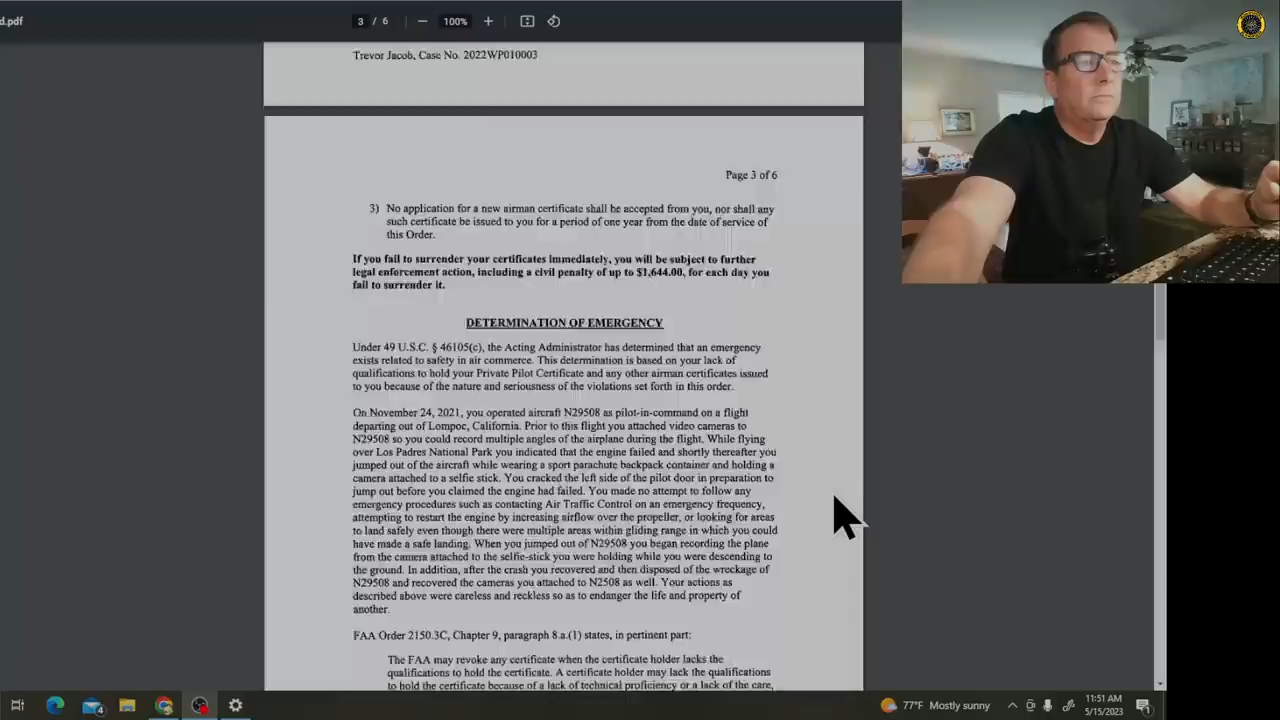 d.pdf
3 / 6
100%
Trevor Jacob, Case No. 2022WP010003
Page 3 of 6
3) No application for a new airman certificate shall be accepted from you, nor shall any
such certificate be issued to you for a period of one year from the date of service of
this Order.
If you fail to surrender your certificates immediately, you will be subject to further
legal enforcement action, including a civil penalty of up to $1,644.00, for each day you
fail to surrender it.
DETERMINATION OF EMERGENCY
Under 49 U.S.C. § 46105(c), the Acting Administrator has determined that an emergency
exists related to safety in air commerce. This determination is based on your lack of
qualifications to hold your Private Pilot Certificate and any other airman certificates issued
to you because of the nature and seriousness of the violations set forth in this order.
On November 24, 2021, you operated aircraft N29508 as pilot-in-command on a flight
departing out of Lompoc, California. Prior to this flight you attached video cameras to
N29508 so you could record multiple angles of the airplane during the flight. While flying
over Los Padres National Park you indicated that the engine failed and shortly thereafter you
jumped out of the aircraft while wearing a sport parachute backpack container and holding a
camera attached to a selfie stick. You cracked the left side of the pilot door in preparation to
jump out before you claimed the engine had failed. You made no attempt to follow any
emergency procedures such as contacting Air Traffic Control on an emergency frequency,
attempting to restart the engine by increasing airflow over the propeller, or looking for areas
to land safely even though there were multiple areas within gliding range in which you could
have made a safe landing. When you jumped out of N29508 you began recording the plane
from the camera attached to the selfie-stick you were holding while you were descending to
the ground. In addition, after the crash you recovered and then disposed of the wreckage of
N29508 and recovered the cameras you attached to N2508 as well. Your actions as
described above were careless and reckless so as to endanger the life and property of
another.
FAA Order 2150.3C, Chapter 9, paragraph 8.a.(1) states, in pertinent part:
The FAA may revoke any certificate when the certificate holder lacks the
qualifications to hold the certificate. A certificate holder may lack the qualifications
to hold the certificate because of a lack of technical proficiency or a lack of the care,
77°F Mostly sunny
11:51 AM
5/15/2023